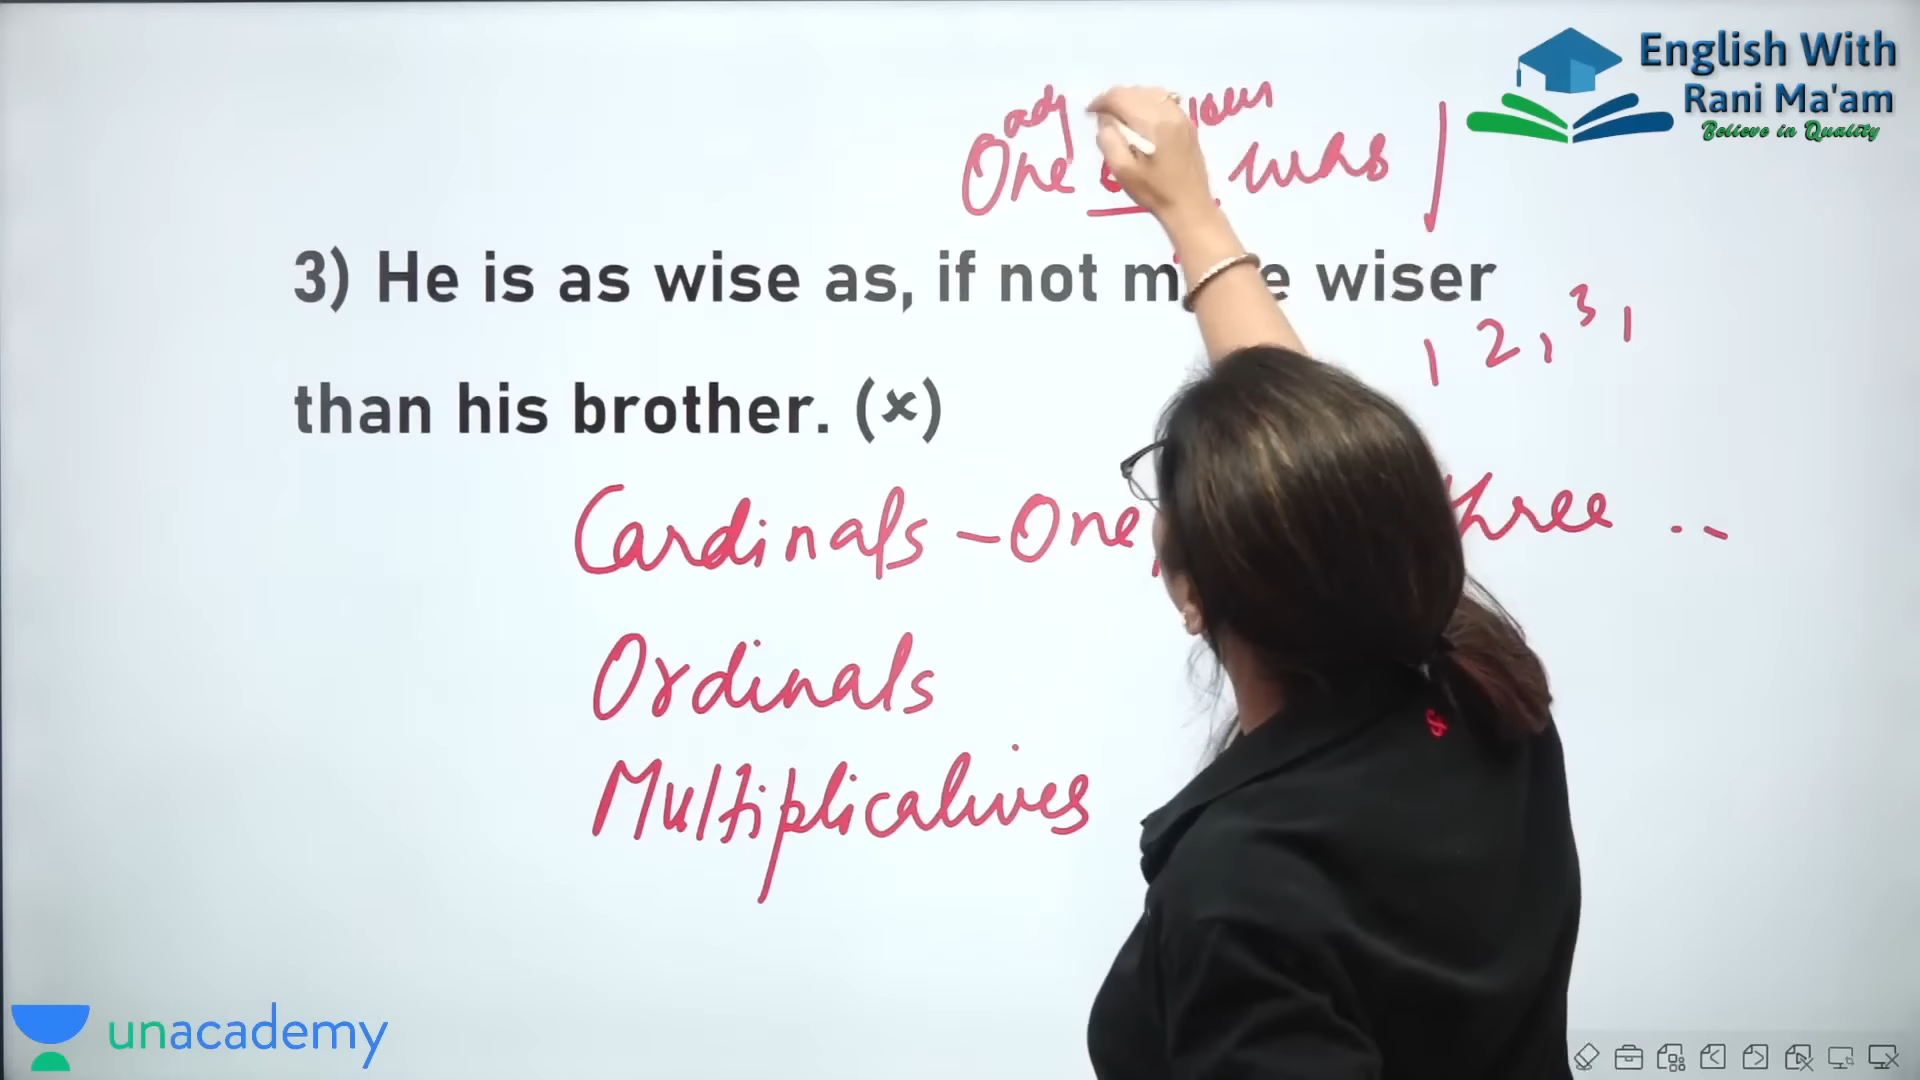 English With
Rani Ma'am
Believe in Quality
adj
One was
3) He is as wise as, if not wiser
than his brother. (×)
1 2, 3,
Cardinals - One, three ..
Ordinals
Multiplicatives
unacademy